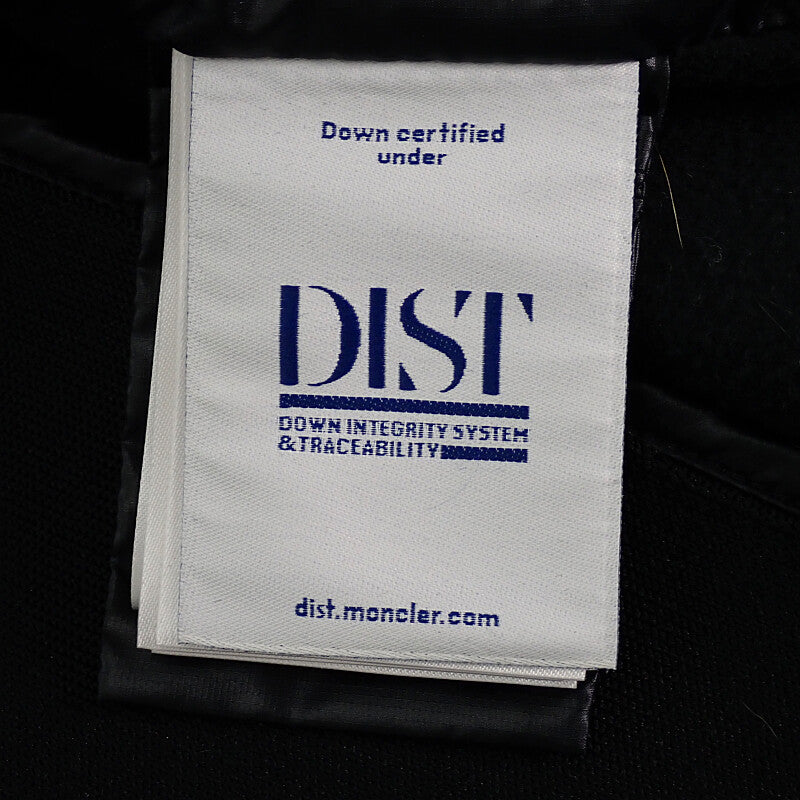 Down certified
under
DIST
DOWN INTEGRITY SYSTEM
&TRACEABILITY
dist.moncler.com